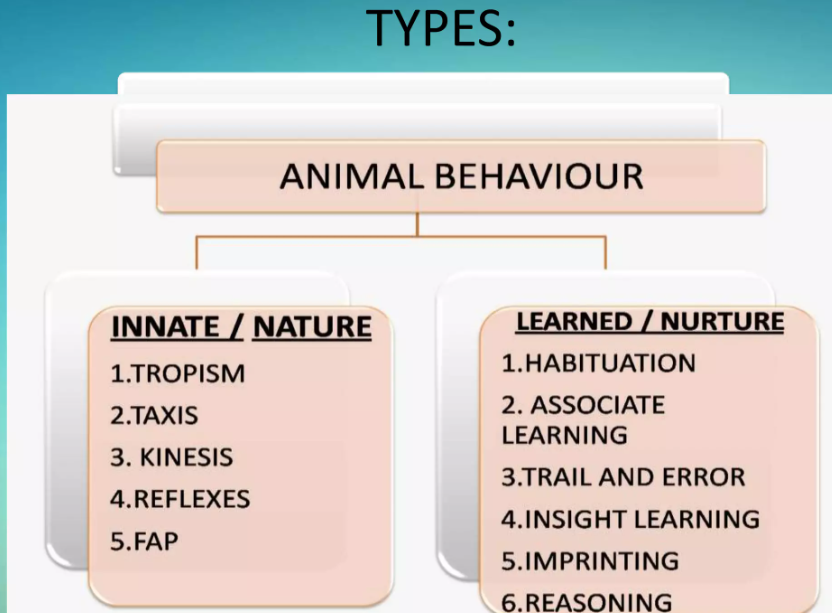 TYPES:
ANIMAL BEHAVIOUR
INNATE / NATURE
1.TROPISM
2.TAXIS
3. KINESIS
4.REFLEXES
5.FAP
LEARNED / NURTURE
1.HABITUATION
2. ASSOCIATE
LEARNING
3.TRAIL AND ERROR
4.INSIGHT LEARNING
5.IMPRINTING
6.REASONING